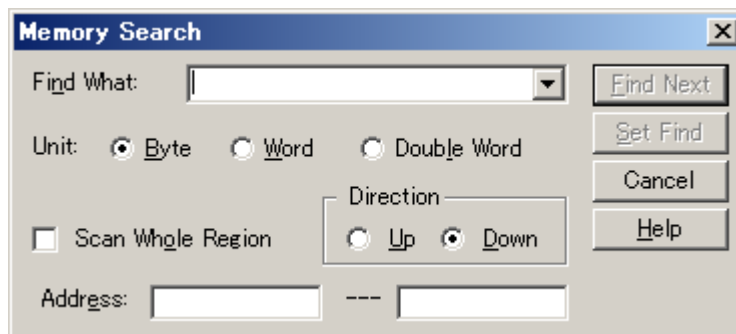 Memory Search
Find What:
Find Next
Unit: Byte Word Double Word
Set Find
Direction
Cancel
Scan Whole Region Up Down
Help
Address: ---